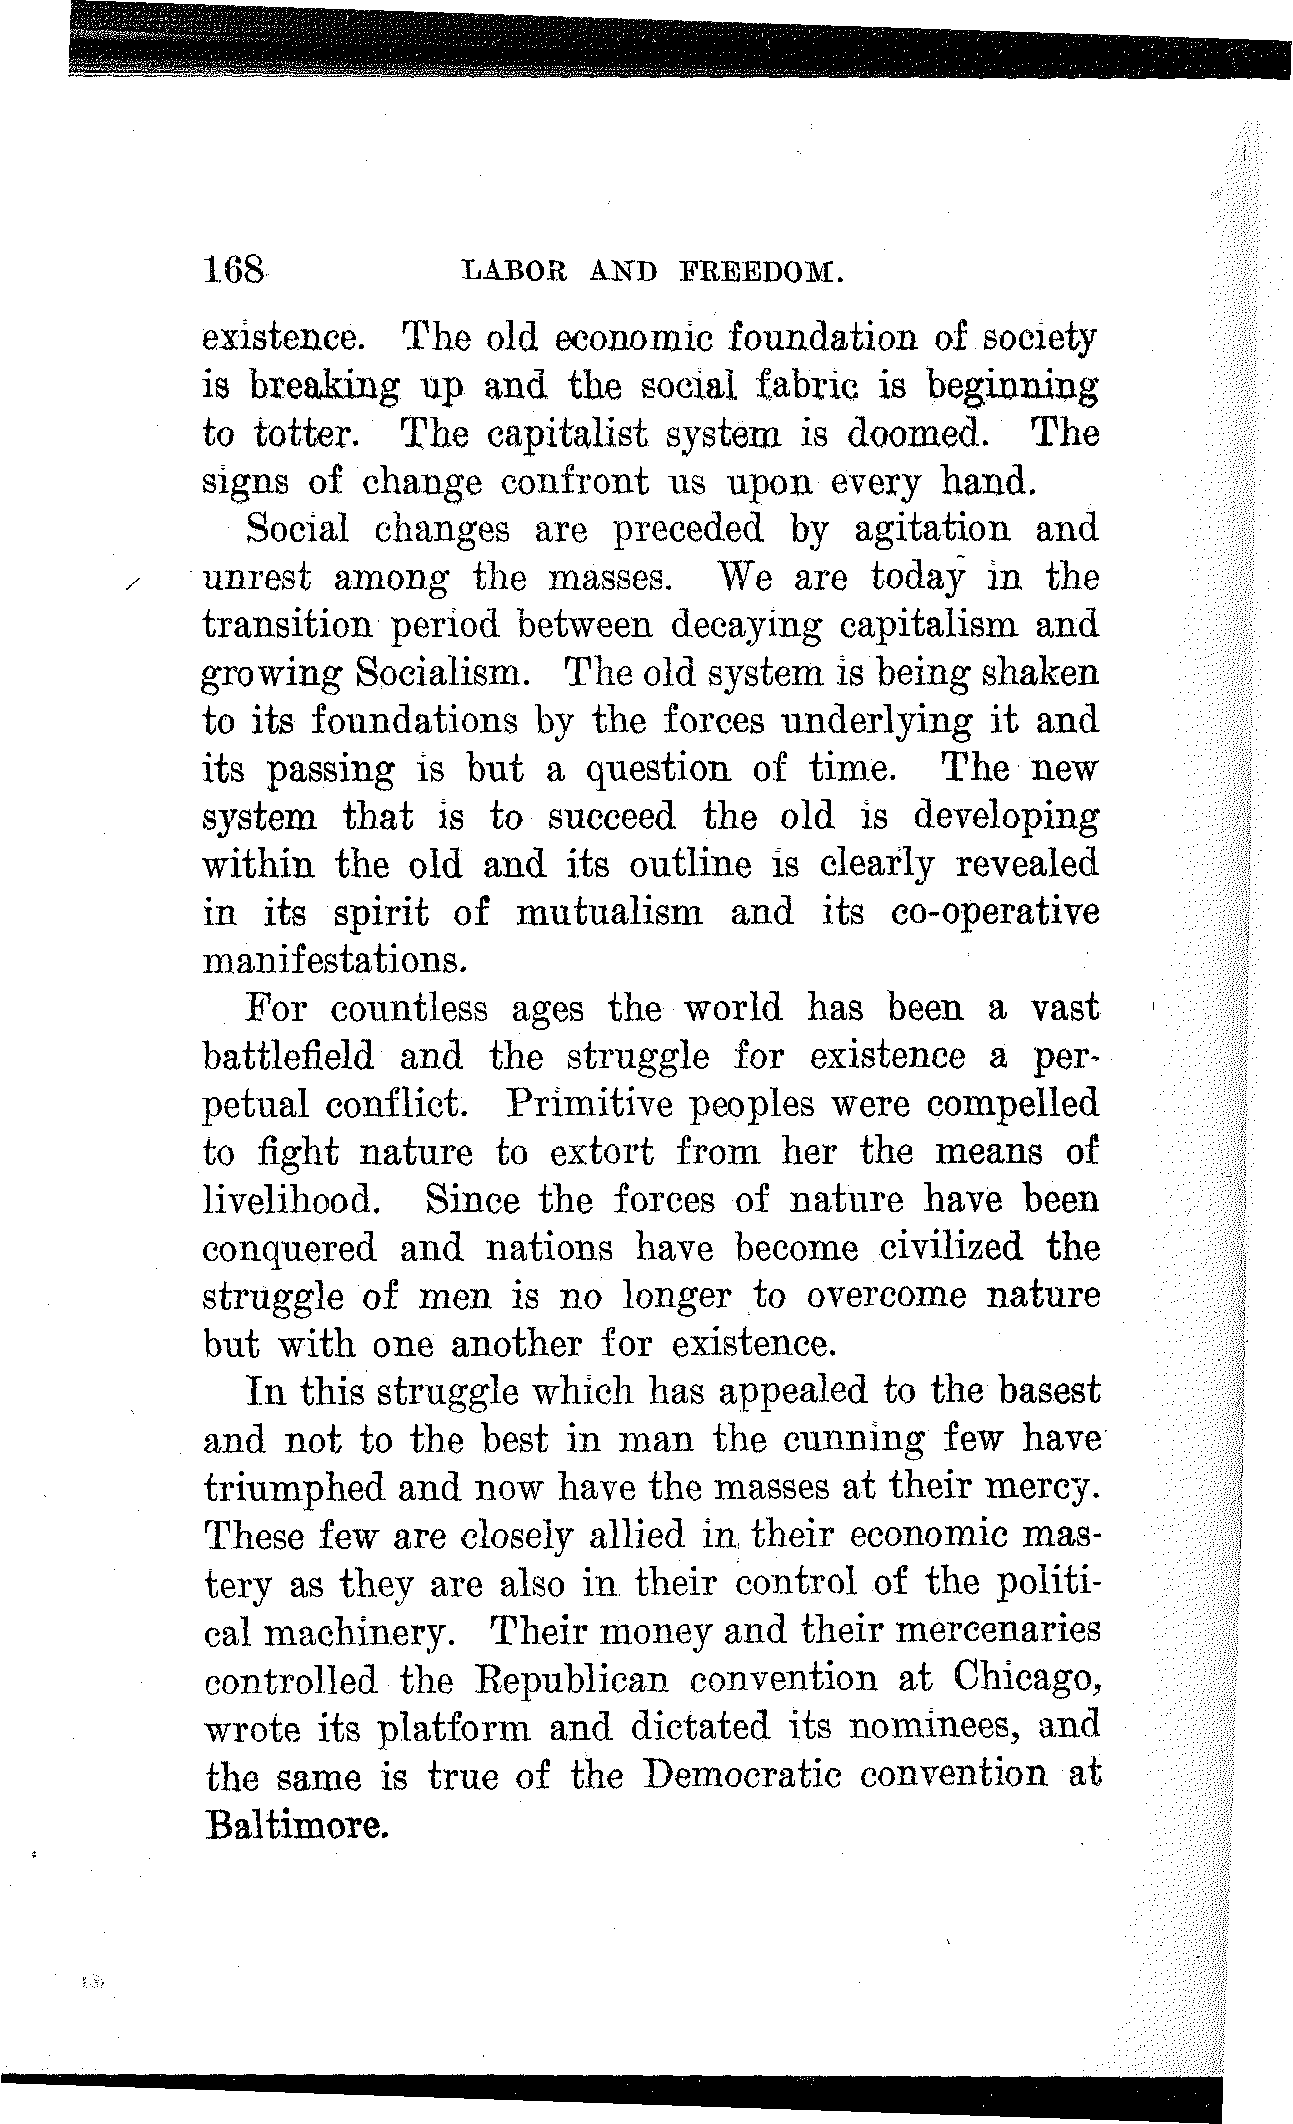 168 LABOR AND FREEDOM.
existence. The old economic foundation of society
is breaking up and the social fabric is beginning
to totter. The capitalist system is doomed. The
signs of change confront us upon every hand.
Social changes are preceded by agitation and
unrest among the masses. We are today in the
transition period between decaying capitalism and
growing Socialism. The old system is being shaken
to its foundations by the forces underlying it and
its passing is but a question of time. The new
system that is to succeed the old is developing
within the old and its outline is clearly revealed
in its spirit of mutualism and its co-operative
manifestations.
For countless ages the world has been a vast
battlefield and the struggle for existence a per-
petual conflict. Primitive peoples were compelled
to fight nature to extort from her the means of
livelihood. Since the forces of nature have been
conquered and nations have become civilized the
struggle of men is no longer to overcome nature
but with one another for existence.
In this struggle which has appealed to the basest
and not to the best in man the cunning few have
triumphed and now have the masses at their mercy.
These few are closely allied in their economic mas-
tery as they are also in their control of the politi-
cal machinery. Their money and their mercenaries
controlled the Republican convention at Chicago,
wrote its platform and dictated its nominees, and
the same is true of the Democratic convention at
Baltimore.